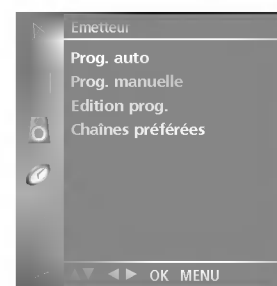 Emetteur
Prog. auto
Prog. manuelle
Edition prog.
Chaînes préférées
OK MENU